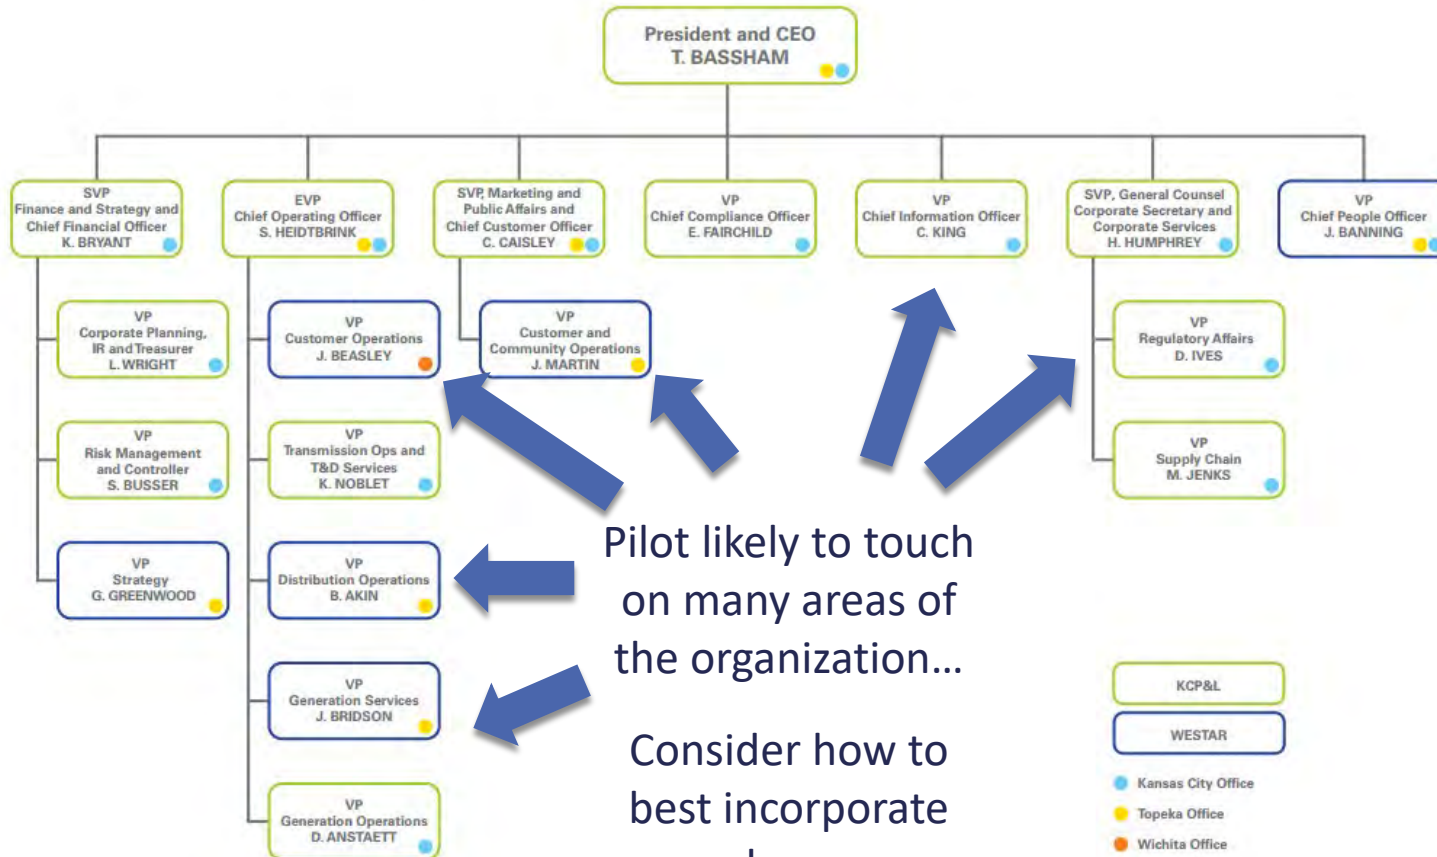 President and CEO
T. BASSHAM
SVP
Finance and Strategy and
Chief Financial Officer
K. BRYANT
EVP
Chief Operating Officer
S. HEIDTBRINK
SVP, Marketing and
Public Affairs and
Chief Customer Officer
C. CAISLEY
VP
Chief Compliance Officer
E. FAIRCHILD
VP
Chief Information Officer
C. KING
SVP, General Counsel
Corporate Secretary and
Corporate Services
H. HUMPHREY
VP
Chief People Officer
J. BANNING
VP
Corporate Planning,
IR and Treasurer
L. WRIGHT
VP
Customer Operations
J. BEASLEY
VP
Customer and
Community Operations
J. MARTIN
VP
Regulatory Affairs
D. IVES
VP
Risk Management
and Controller
S. BUSSER
VP
Transmission Ops and
T&D Services
K. NOBLET
VP
Supply Chain
M. JENKS
VP
Strategy
G. GREENWOOD
VP
Distribution Operations
B. AKIN
VP
Generation Services
J. BRIDSON
VP
Generation Operations
D. ANSTAETT
Pilot likely to touch
on many areas of
the organization...
Consider how to
best incorporate
KCP&L
WESTAR
Kansas City Office
Topeka Office
Wichita Office